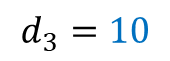 d₃ = 10